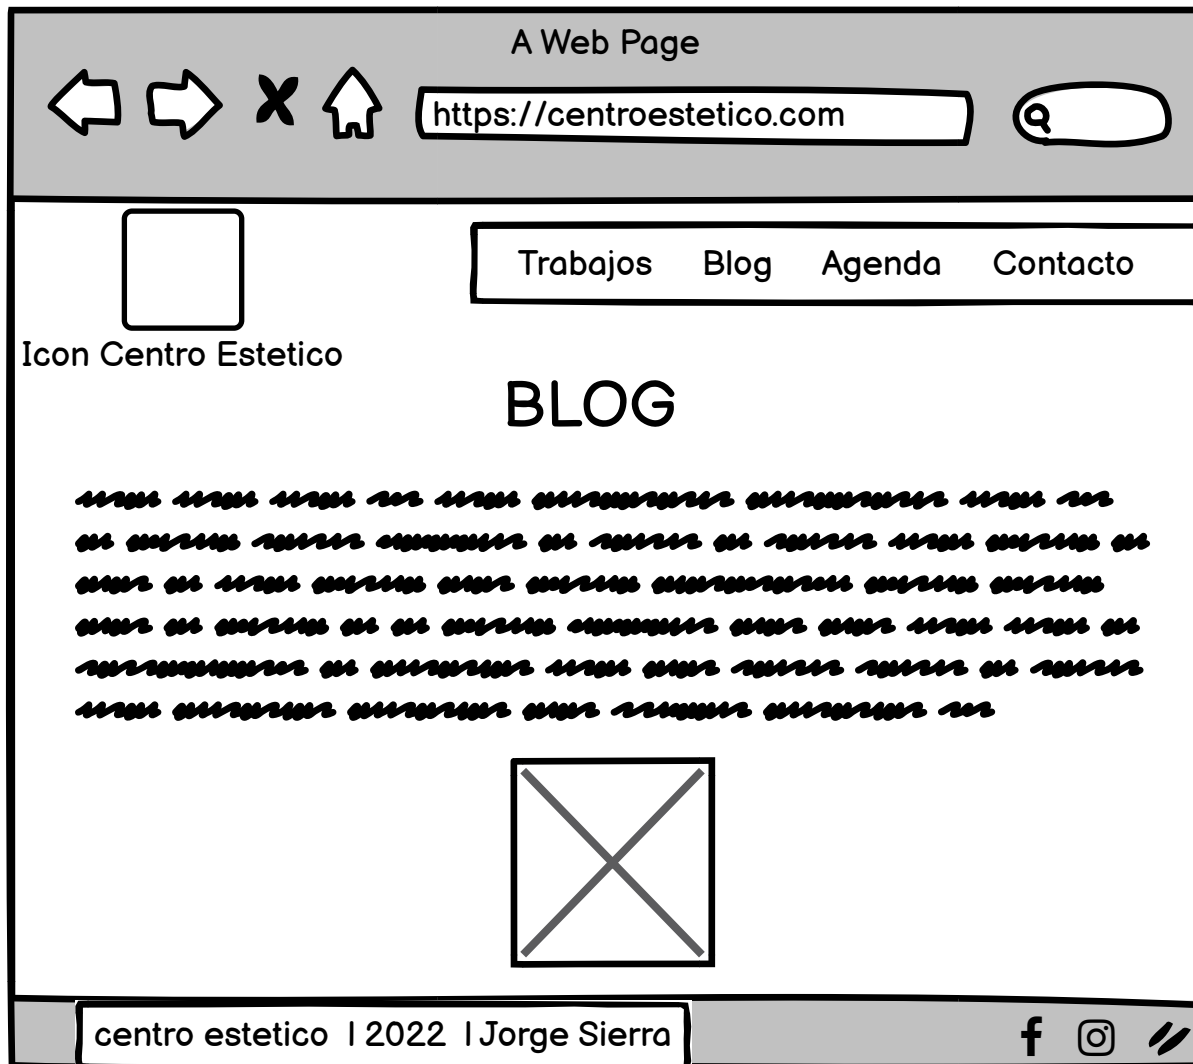 A Web Page
https://centroestetico.com
Trabajos Blog Agenda Contacto
Icon Centro Estetico
BLOG
centro estetico | 2022 | Jorge Sierra